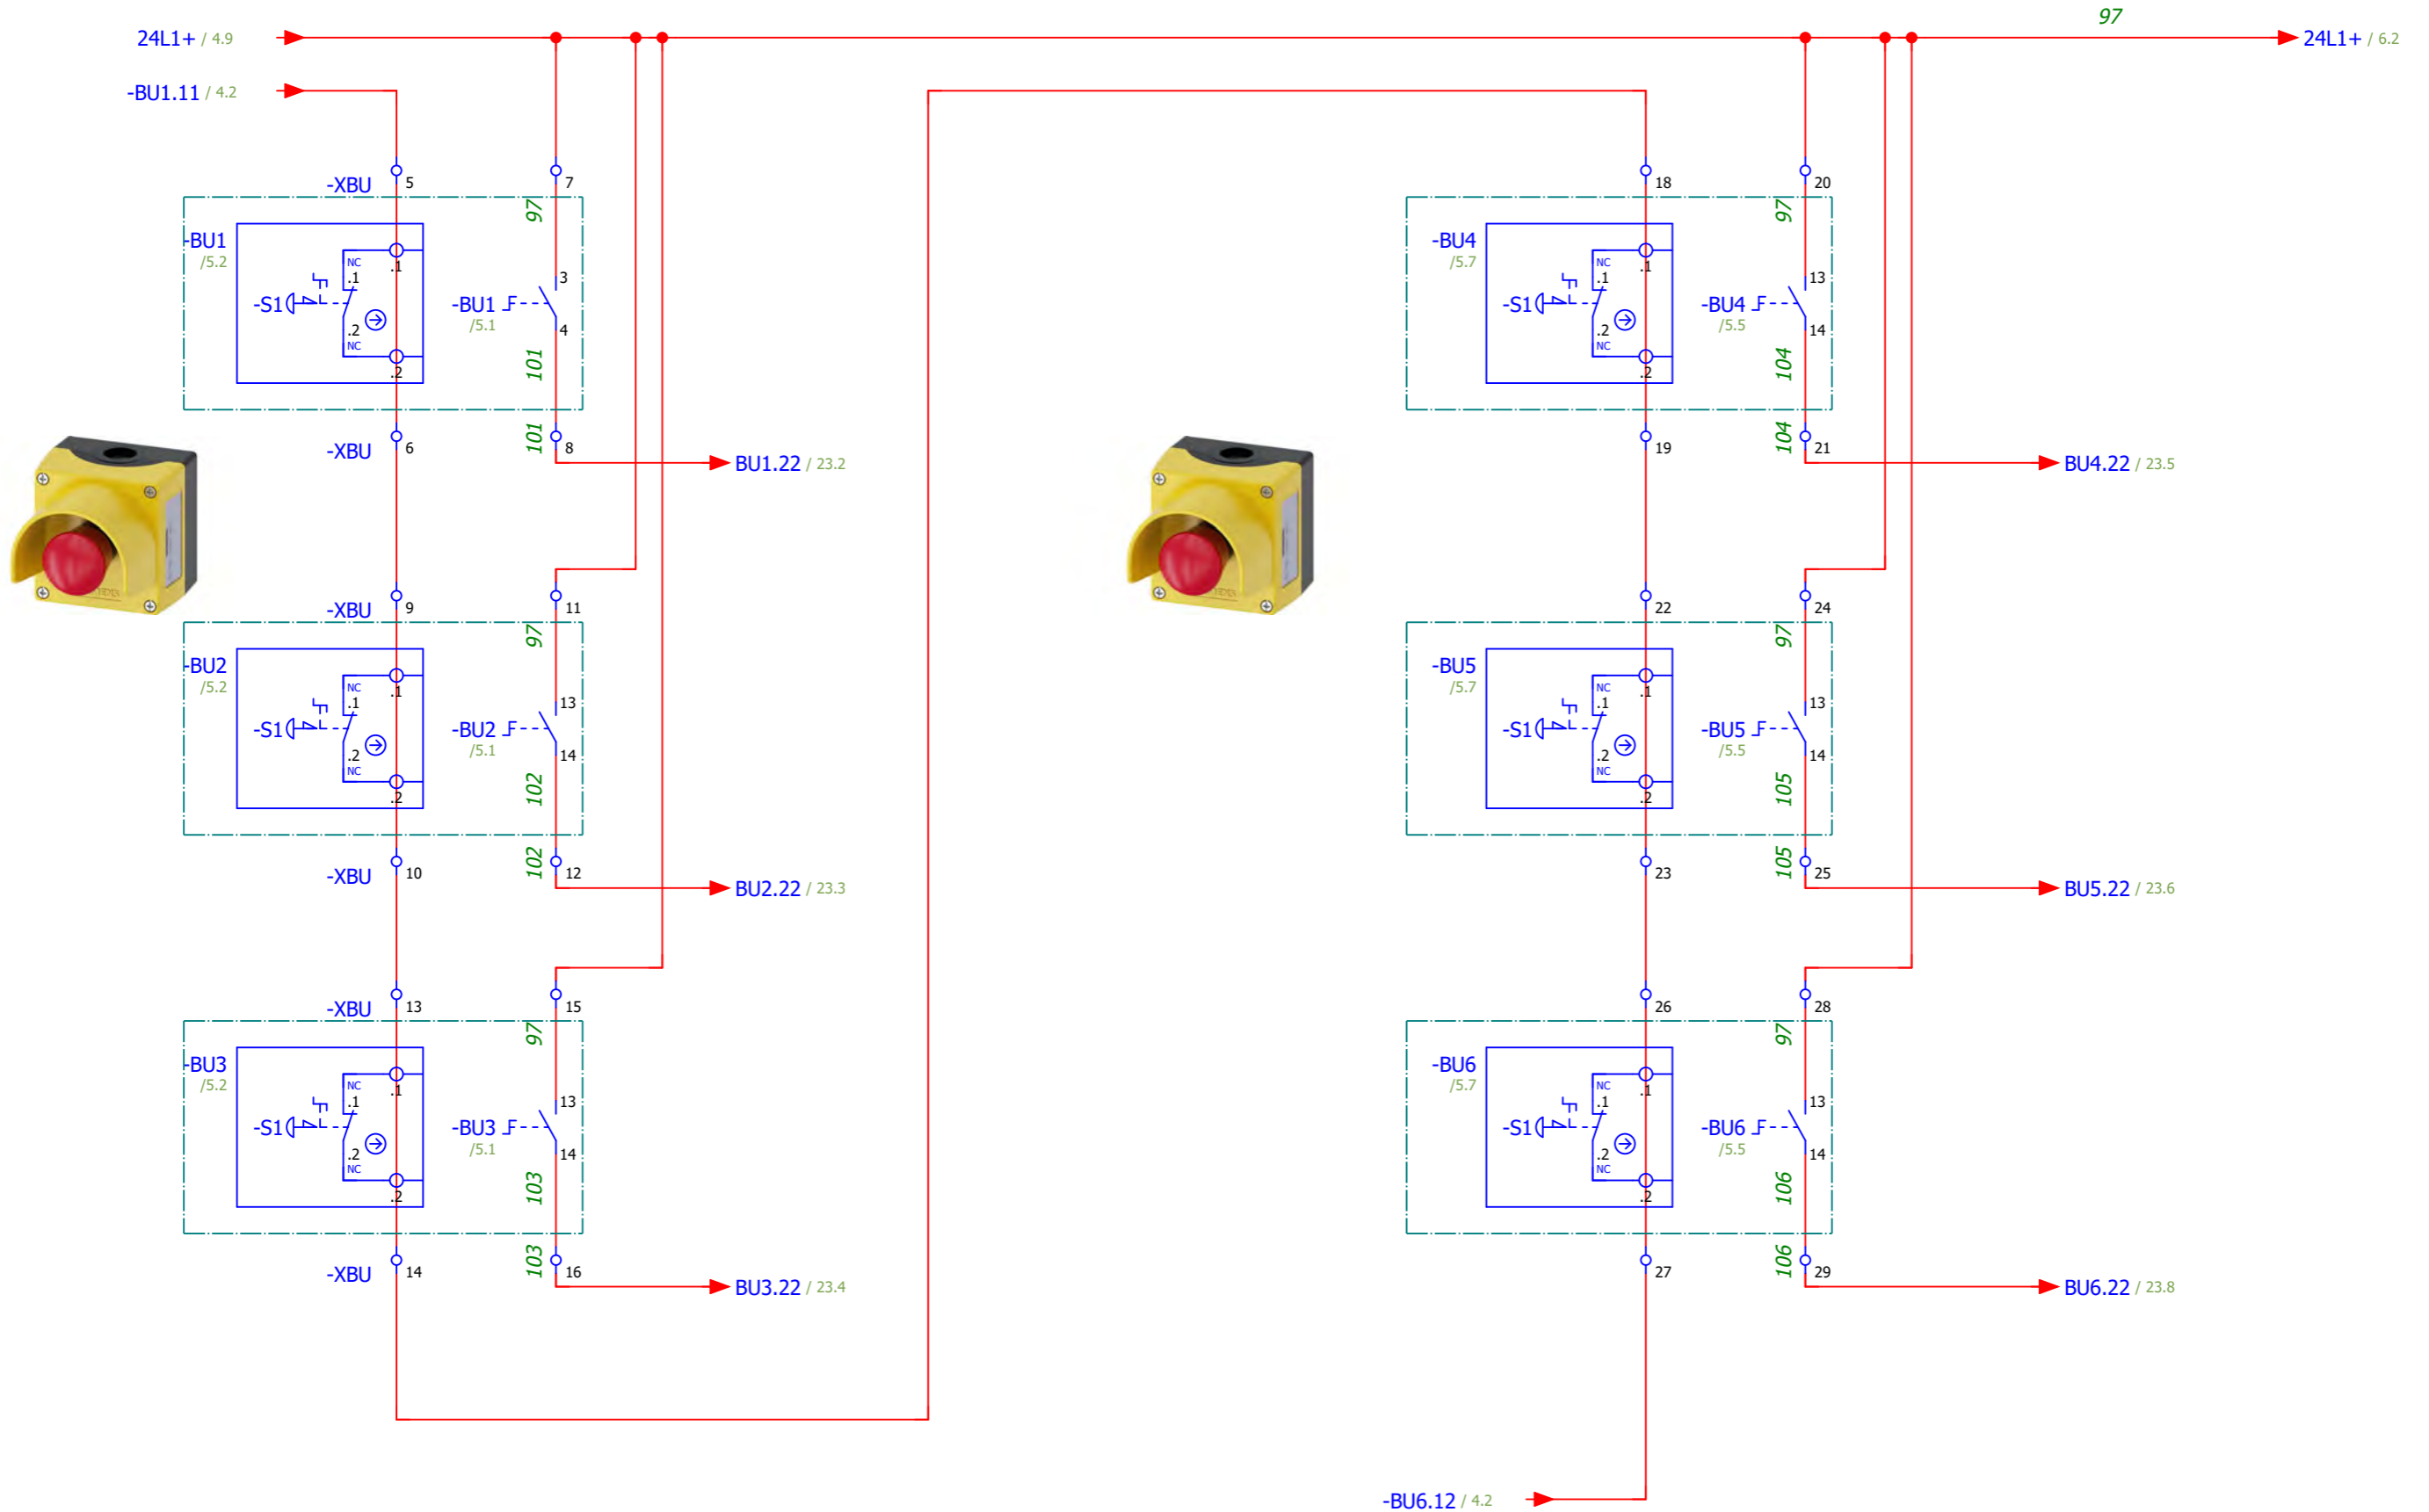 97
24L1+ / 4.9
24L1+ / 6.2
-BU1.11 / 4.2
-XBU 5
7
97
-BU1
/5.2
NC
.1
.1
-S1
.2
NC
.2
3
-BU1
/5.1
4
101
-XBU 6
101
8
BU1.22 / 23.2
-XBU 9
11
97
-BU2
/5.2
NC
.1
.1
-S1
.2
NC
.2
13
-BU2
/5.1
14
102
-XBU 10
102
12
BU2.22 / 23.3
-XBU 13
15
97
-BU3
/5.2
NC
.1
.1
-S1
.2
NC
.2
13
-BU3
/5.1
14
103
-XBU 14
103
16
BU3.22 / 23.4
18
20
97
-BU4
/5.7
NC
.1
.1
-S1
.2
NC
.2
13
-BU4
/5.5
14
104
19
104
21
BU4.22 / 23.5
22
24
97
-BU5
/5.7
NC
.1
.1
-S1
.2
NC
.2
13
-BU5
/5.5
14
105
23
105
25
BU5.22 / 23.6
26
28
97
-BU6
/5.7
NC
.1
.1
-S1
.2
NC
.2
13
-BU6
/5.5
14
106
27
106
29
BU6.22 / 23.8
-BU6.12 / 4.2